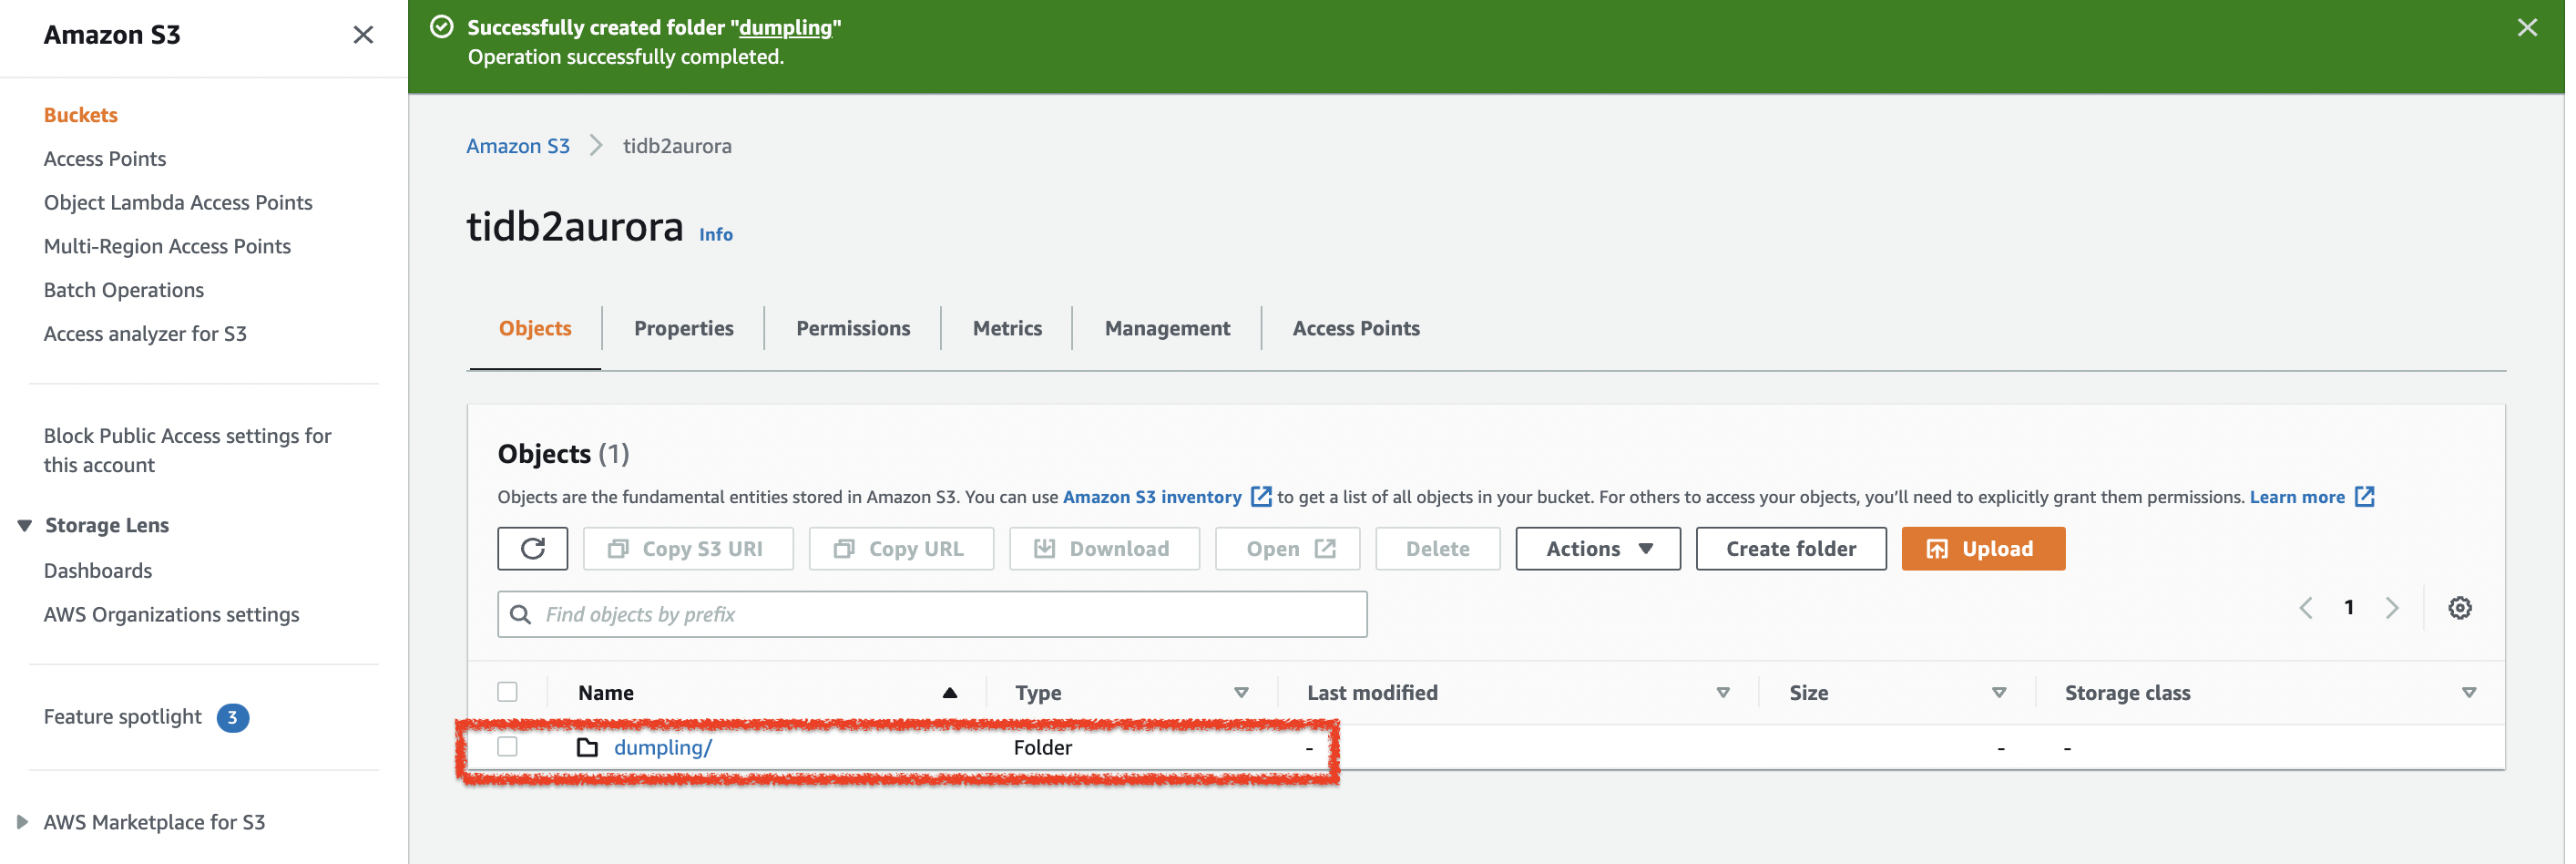 Amazon S3
Buckets
Access Points
Object Lambda Access Points
Multi-Region Access Points
Batch Operations
Access analyzer for S3
Block Public Access settings for
this account
Storage Lens
Dashboards
AWS Organizations settings
Feature spotlight 3
AWS Marketplace for S3
Successfully created folder "dumpling"
Operation successfully completed.
Amazon S3 tidb2aurora
tidb2aurora Info
Objects Properties Permissions Metrics Management Access Points
Objects (1)
Objects are the fundamental entities stored in Amazon S3. You can use Amazon S3 inventory to get a list of all objects in your bucket. For others to access your objects, you'll need to explicitly grant them permissions. Learn more
Copy S3 URI Copy URL Download Open Delete Actions Create folder Upload
Find objects by prefix 1
Name Type Last modified Size Storage class
dumpling/ Folder - - -